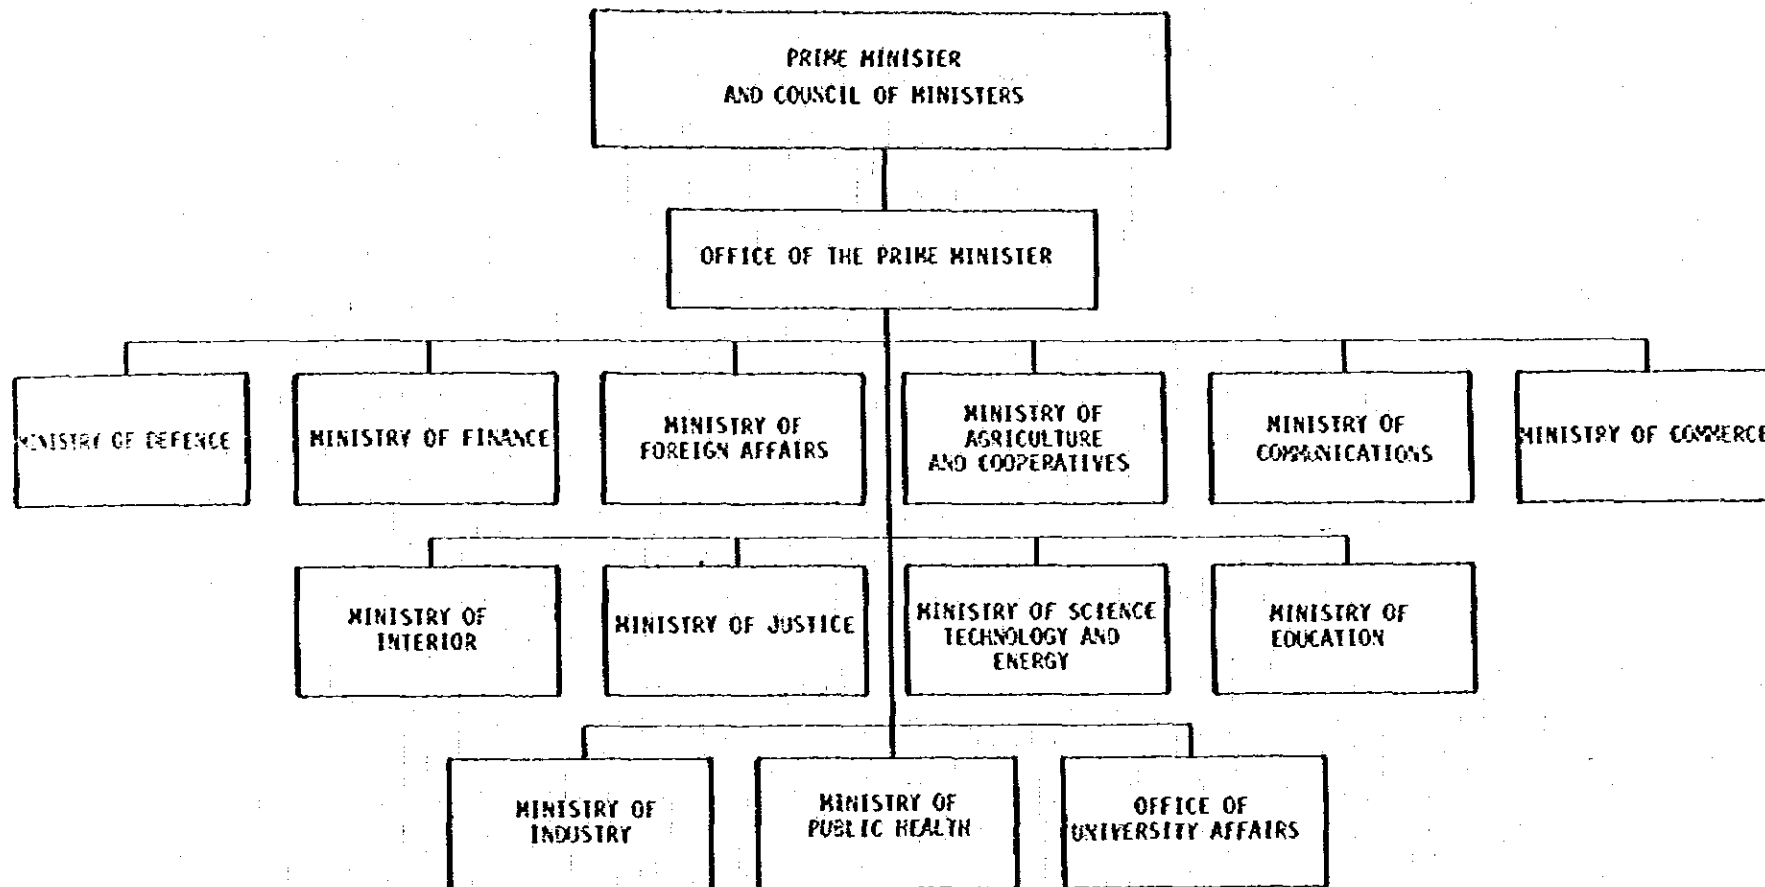 PRIME MINISTER
AND COUNCIL OF MINISTERS
OFFICE OF THE PRIME MINISTER
MINISTRY OF DEFENCE
MINISTRY OF FINANCE
MINISTRY OF
FOREIGN AFFAIRS
MINISTRY OF
AGRICULTURE
AND COOPERATIVES
MINISTRY OF
COMMUNICATIONS
MINISTRY OF COMMERCE
MINISTRY OF
INTERIOR
MINISTRY OF JUSTICE
MINISTRY OF SCIENCE
TECHNOLOGY AND
ENERGY
MINISTRY OF
EDUCATION
MINISTRY OF
INDUSTRY
MINISTRY OF
PUBLIC HEALTH
OFFICE OF
UNIVERSITY AFFAIRS